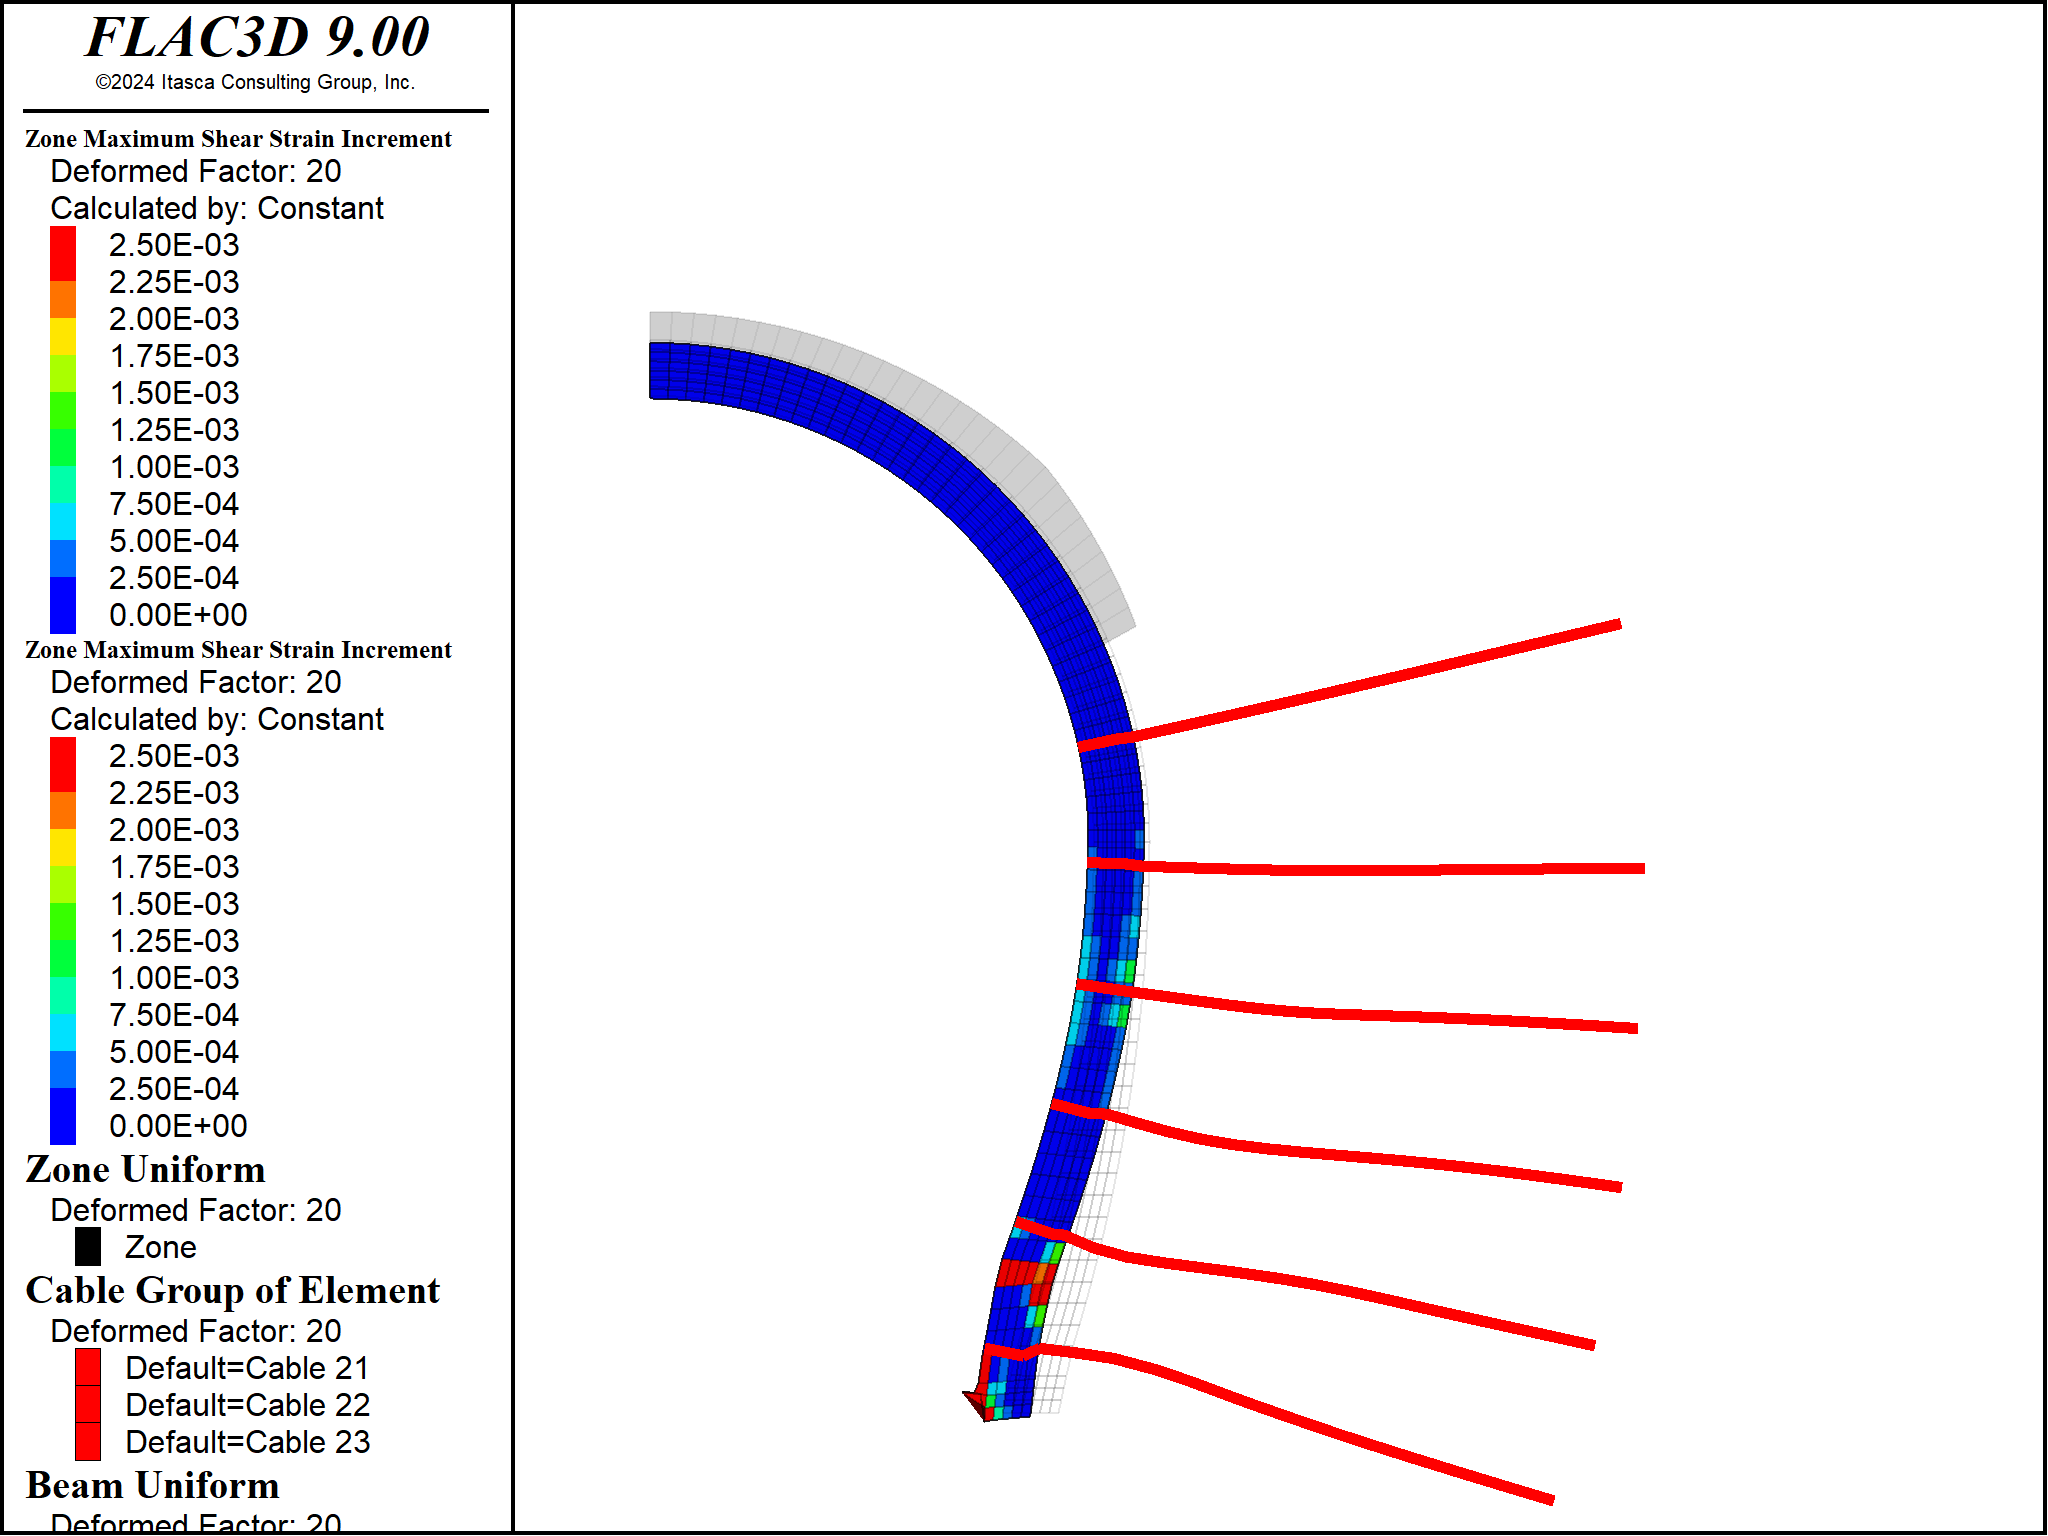 FLAC3D 9.00
©2024 Itasca Consulting Group, Inc.
Zone Maximum Shear Strain Increment
Deformed Factor: 20
Calculated by: Constant
2.50E-03
2.25E-03
2.00E-03
1.75E-03
1.50E-03
1.25E-03
1.00E-03
7.50E-04
5.00E-04
2.50E-04
0.00E+00
Zone Maximum Shear Strain Increment
Deformed Factor: 20
Calculated by: Constant
2.50E-03
2.25E-03
2.00E-03
1.75E-03
1.50E-03
1.25E-03
1.00E-03
7.50E-04
5.00E-04
2.50E-04
0.00E+00
Zone Uniform
Deformed Factor: 20
Zone
Cable Group of Element
Deformed Factor: 20
Default=Cable 21
Default=Cable 22
Default=Cable 23
Beam Uniform
Deformed Factor: 20